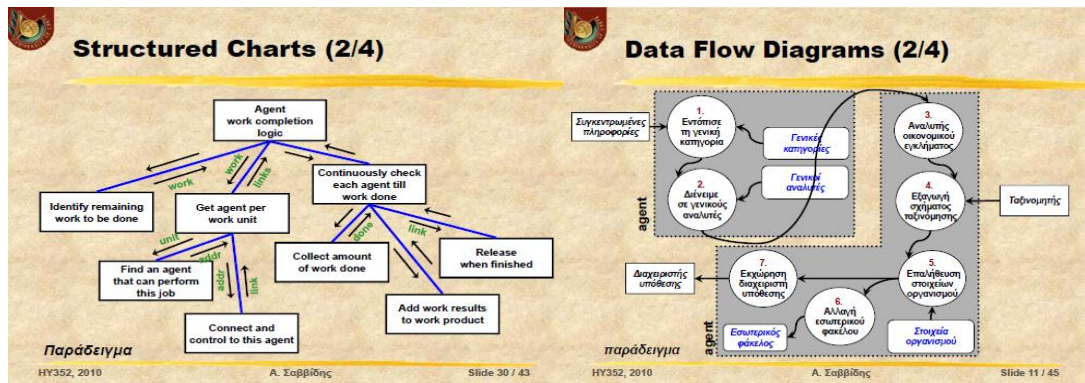 Structured Charts (2/4)
Agent
work completion
logic
work
work
links
Continuously check
each agent till
work done
Identify remaining
work to be done
Get agent per
work unit
unit
addr
addr
link
done
link
Collect amount
of work done
Release
when finished
Find an agent
that can perform
this job
Add work results
to work product
Connect and
control to this agent
Παράδειγμα
HY352, 2010
Α. Σαββίδης
Slide 30 / 43
Data Flow Diagrams (2/4)
Συγκεντρωμένες
πληροφορίες
1.
Εντόπισε
τη γενική
κατηγορία
Γενικές
κατηγορίες
2.
Διένειμε
σε γενικούς
αναλυτές
Γενικοί
αναλυτές
agent
3.
Αναλυτής
οικονομικού
εγκλήματος
4.
Εξαγωγή
σχήματος
ταξινόμησης
Ταξινομητής
5.
Επαλήθευση
στοιχείων
οργανισμού
7.
Εκχώρηση
διαχειριστή
υπόθεσης
Διαχειριστής
υπόθεσης
6.
Αλλαγή
εσωτερικού
φακέλου
Εσωτερικός
φάκελος
Στοιχεία
οργανισμού
agent
παράδειγμα
HY352, 2010
Α. Σαββίδης
Slide 11 / 45